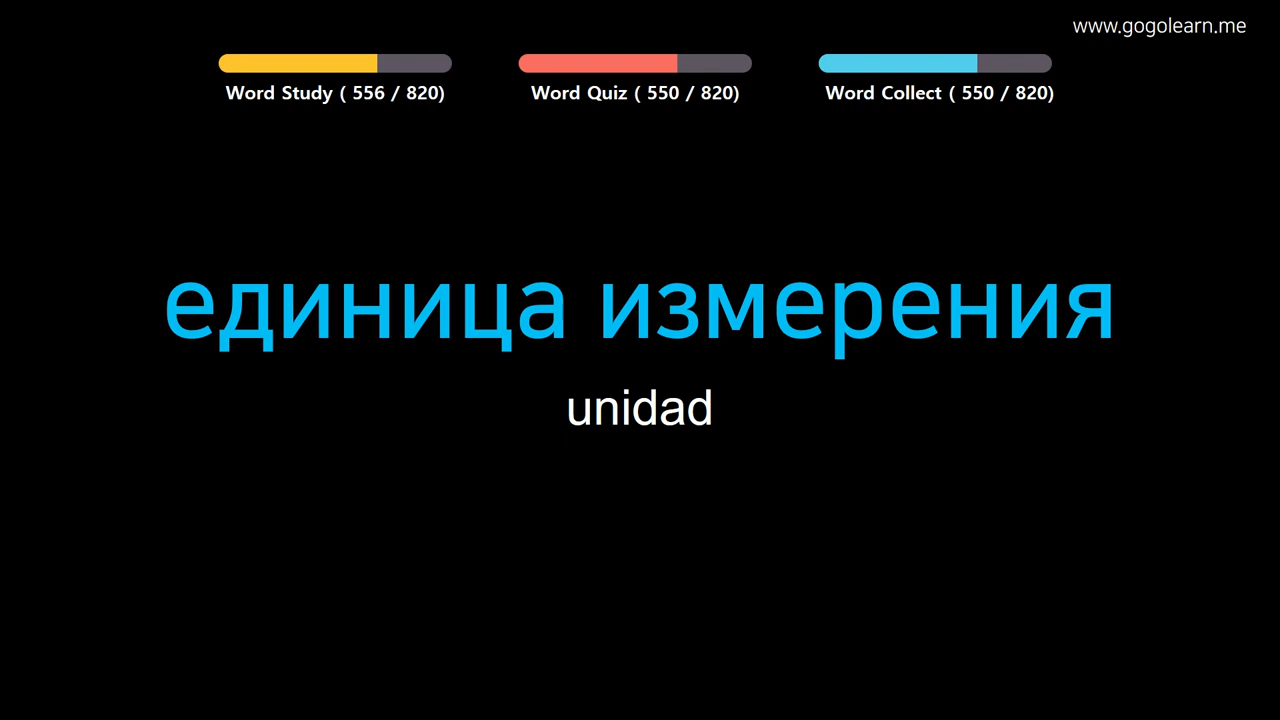 www.gogolearn.me
Word Study ( 556 / 820)
Word Quiz ( 550 / 820)
Word Collect ( 550 / 820)
единица измерения
unidad